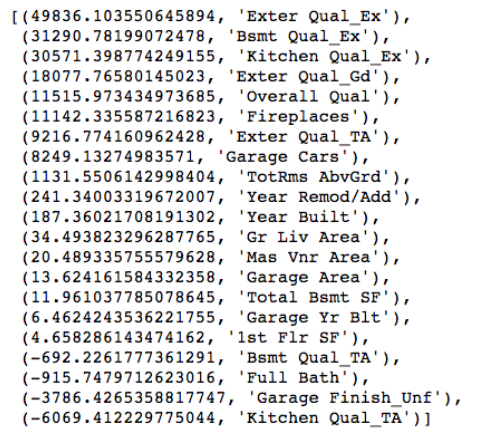 [(49836.103550645894, 'Exter Qual_Ex'),
(31290.78199072478, 'Bsmt Qual_Ex'),
(30571.398774249155, 'Kitchen Qual_Ex'),
(18077.76580145023, 'Exter Qual_Gd'),
(11515.973434973685, 'Overall Qual'),
(11142.335587216823, 'Fireplaces'),
(9216.774160962428, 'Exter Qual_TA'),
(8249.13274983571, 'Garage Cars'),
(1131.5506142998404, 'TotRms AbvGrd'),
(241.34003319672007, 'Year Remod/Add'),
(187.36021708191302, 'Year Built'),
(34.493823296287765, 'Gr Liv Area'),
(20.489335755579628, 'Mas Vnr Area'),
(13.624161584332358, 'Garage Area'),
(11.961037785078645, 'Total Bsmt SF'),
(6.4624243536221755, 'Garage Yr Blt'),
(4.658286143474162, '1st Flr SF'),
(-692.2261777361291, 'Bsmt Qual_TA'),
(-915.7479712623016, 'Full Bath'),
(-3786.4265358817747, 'Garage Finish_Unf'),
(-6069.412229775044, 'Kitchen Qual_TA')]